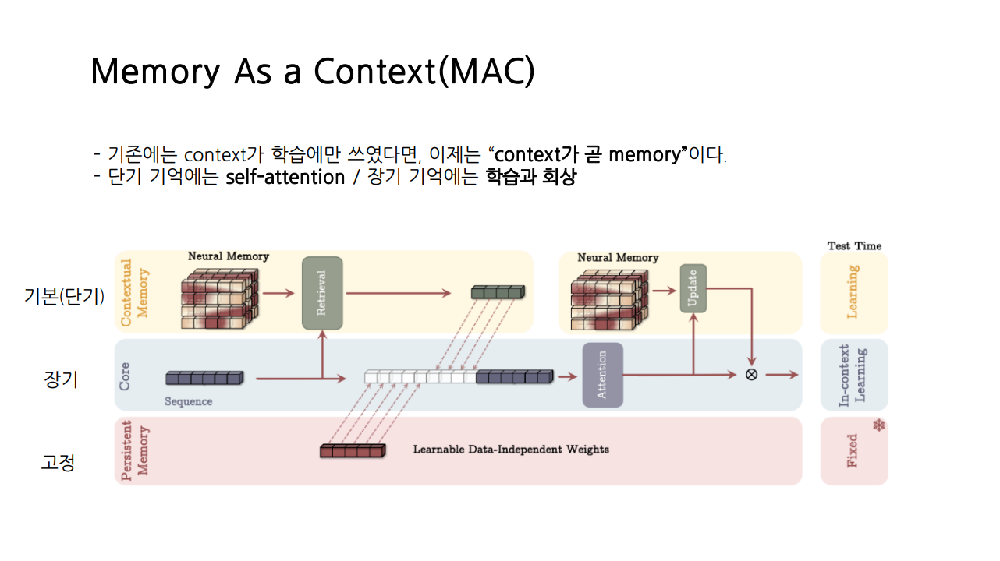 Memory As a Context(MAC)
- 기존에는 context가 학습에만 쓰였다면, 이제는 “context가 곧 memory”이다.
- 단기 기억에는 self-attention / 장기 기억에는 학습과 회상
Test Time
기본(단기)
Contextual
Memory
Neural Memory
Retrieval
Neural Memory
Update
Learning
장기
Core
Sequence
Attention
In-context
Learning
고정
Persistent
Memory
Learnable Data-Independent Weights
Fixed